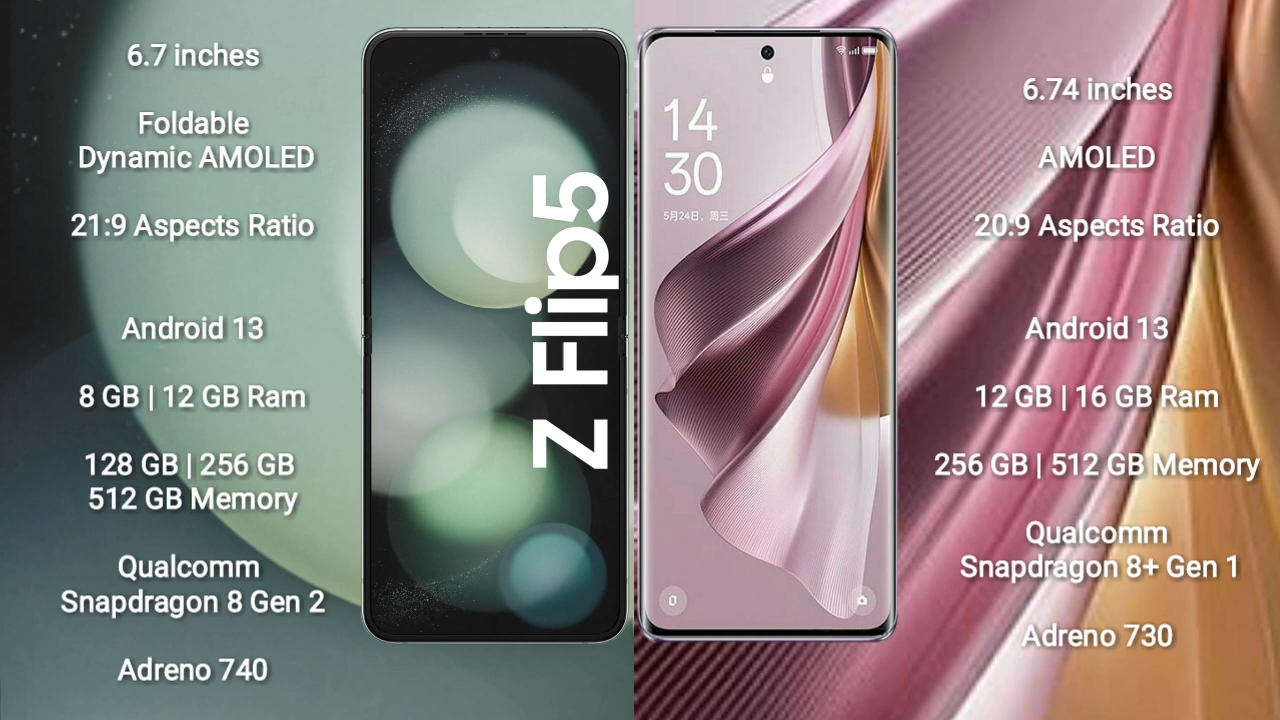 6.7 inches
Foldable
Dynamic AMOLED
21:9 Aspects Ratio
Android 13
8 GB | 12 GB Ram
128 GB | 256 GB
512 GB Memory
Qualcomm
Snapdragon 8 Gen 2
Adreno 740
Z Flip5
14
30
5月24日，周三
6.74 inches
AMOLED
20:9 Aspects Ratio
Android 13
12 GB | 16 GB Ram
256 GB | 512 GB Memory
Qualcomm
Snapdragon 8+ Gen 1
Adreno 730